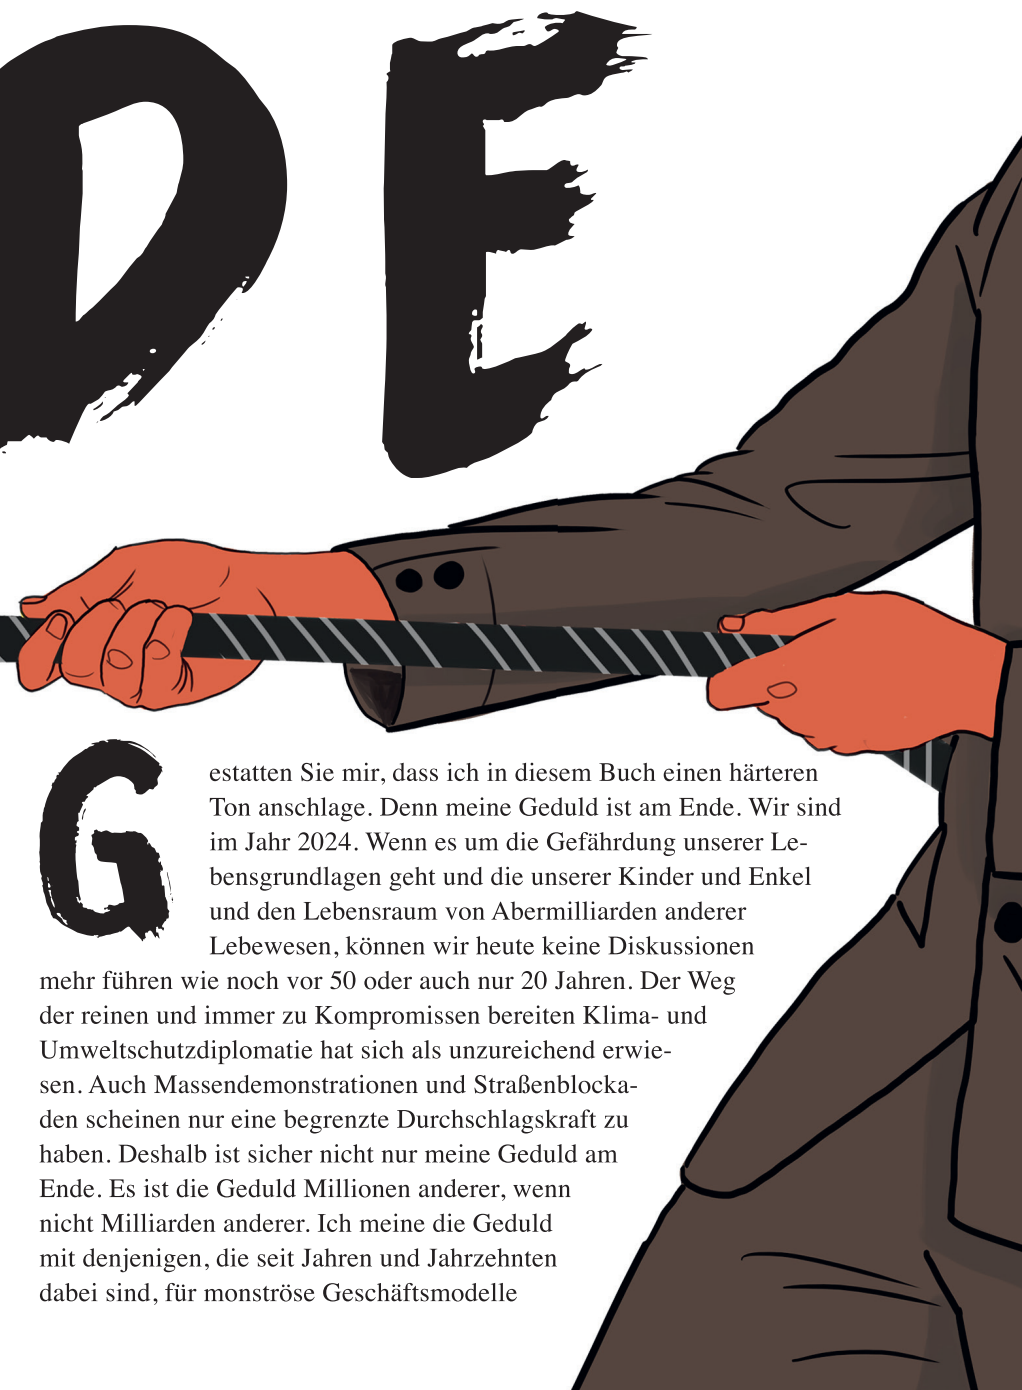 DE
Gestatten Sie mir, dass ich in diesem Buch einen härteren
Ton anschlage. Denn meine Geduld ist am Ende. Wir sind
im Jahr 2024. Wenn es um die Gefährdung unserer Le-
bensgrundlagen geht und die unserer Kinder und Enkel
und den Lebensraum von Abermilliarden anderer
Lebewesen, können wir heute keine Diskussionen
mehr führen wie noch vor 50 oder auch nur 20 Jahren. Der Weg
der reinen und immer zu Kompromissen bereiten Klima- und
Umweltschutzdiplomatie hat sich als unzureichend erwie-
sen. Auch Massendemonstrationen und Straßenblocka-
den scheinen nur eine begrenzte Durchschlagskraft zu
haben. Deshalb ist sicher nicht nur meine Geduld am
Ende. Es ist die Geduld Millionen anderer, wenn
nicht Milliarden anderer. Ich meine die Geduld
mit denjenigen, die seit Jahren und Jahrzehnten
dabei sind, für monströse Geschäftsmodelle